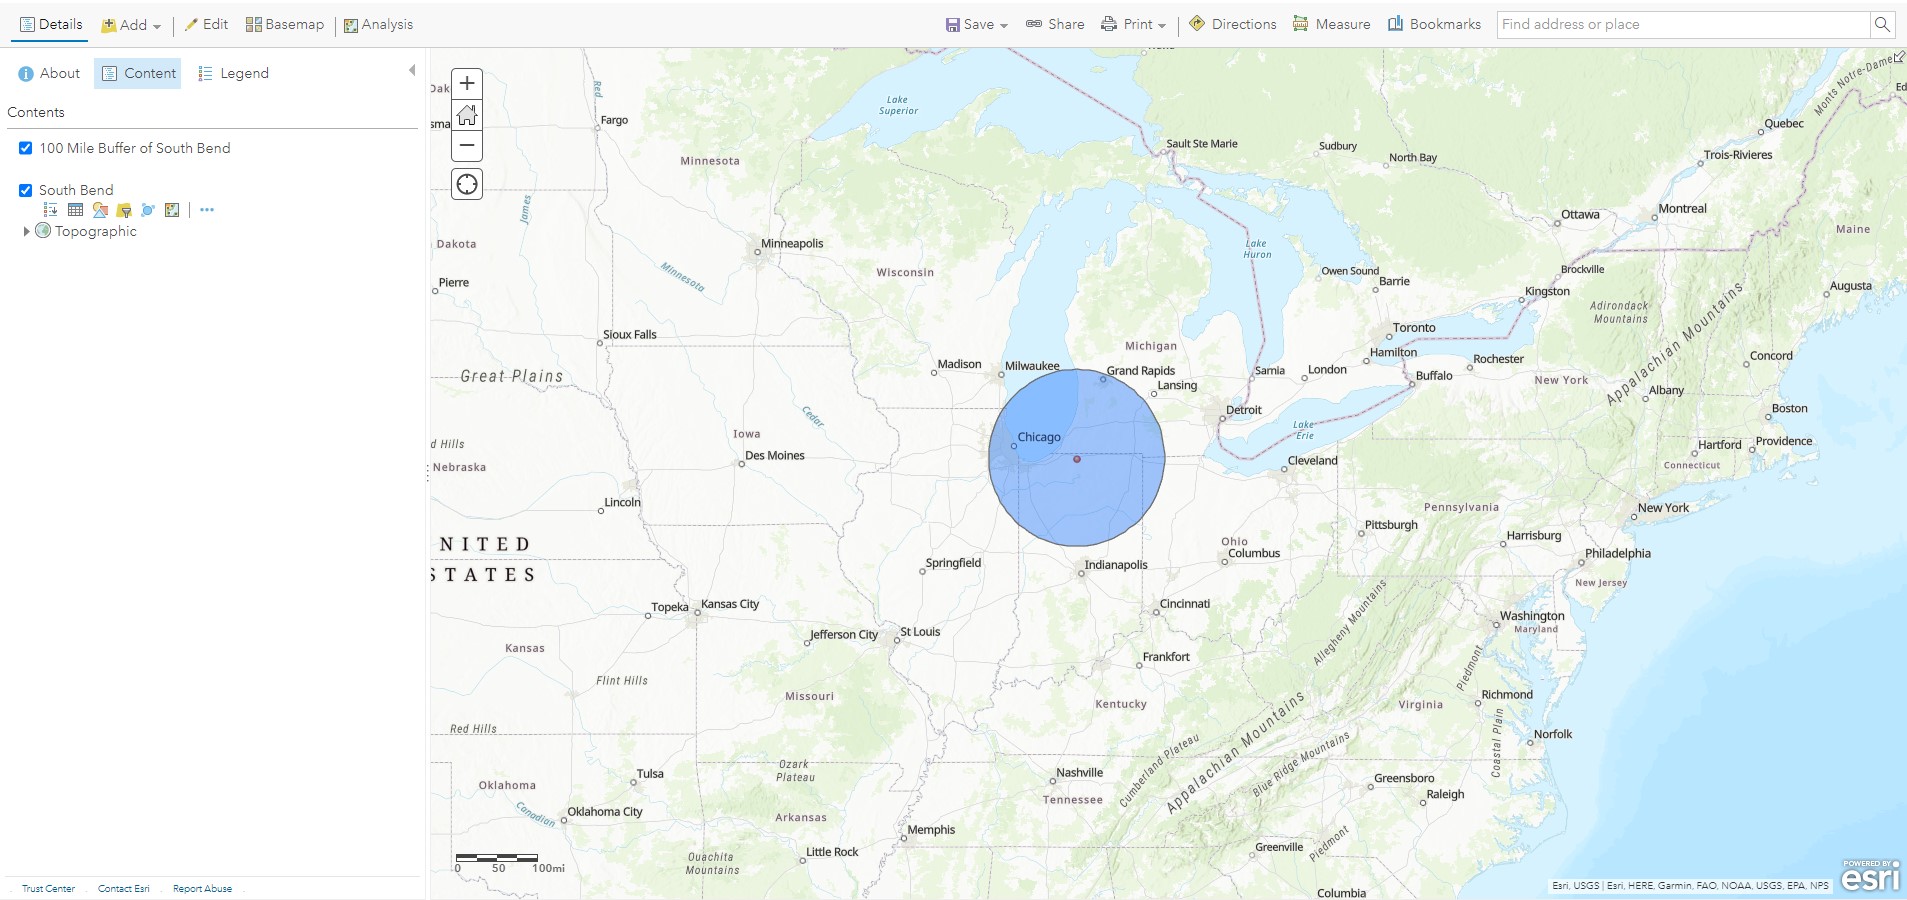 Details
Add
Edit
Basemap
Analysis
Save
Share
Print
Directions
Measure
Bookmarks
Find address or place
About
Content
Legend
Contents
100 Mile Buffer of South Bend
South Bend
Topographic
Trust Center
Contact Esri
Report Abuse
Lake
Superior
Red
Fargo
Minnesota
Sault Ste Marie
Sudbury
North Bay
Quebec
Trois-Rivieres
Monts Notre-Dame
Ed
Ottawa
Montreal
Maine
James
Dakota
Minneapolis
Minnesota
Wisconsin
Lake
Huron
Owen Sound
Barrie
Brockville
Kingston
Augusta
Pierre
Adirondack
Mountains
Appalachian Mountains
Sioux Falls
Toronto
Hamilton
Rochester
Michigan
Madison
Milwaukee
Grand Rapids
Lansing
Sarnia
London
Buffalo
New York
Concord
Albany
Great Plains
Cedar
Detroit
Lake
Erie
Boston
Chicago
Iowa
Des Moines
d Hills
Nebraska
Cleveland
Hartford
Providence
Connecticut
Lincoln
Pennsylvania
New York
Pittsburgh
Harrisburg
Philadelphia
New Jersey
NITED
STATES
Springfield
Indianapolis
Ohio
Columbus
Topeka
Kansas City
Cincinnati
Washington
Maryland
Jefferson City
St Louis
Kansas
Frankfort
Allegheny Mountains
Piedmont
Flint Hills
Missouri
Kentucky
Richmond
Virginia
Red Hills
Norfolk
Coastal Plain
Cumberland Plateau
Appalachian Mountains
Blue Ridge Mountains
Ozark
Plateau
Tulsa
Nashville
Greensboro
Raleigh
Oklahoma
Tennessee
Canadian
Oklahoma City
Arkansas
Memphis
Little Rock
Greenville
Piedmont
Ouachita
Mountains
Columbia
0 50 100mi
Esri, USGS | Esri, HERE, Garmin, FAO, NOAA, USGS, EPA, NPS
POWERED BY
esri